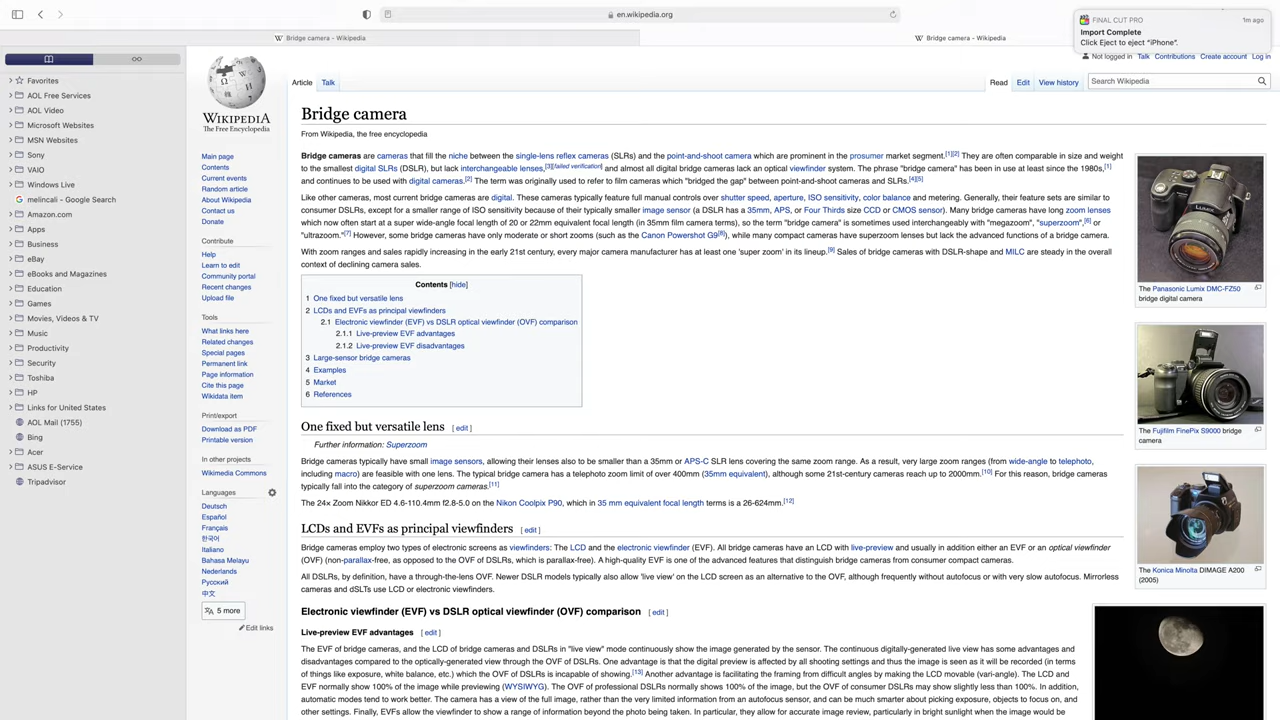 en.wikipedia.org
FINAL CUT PRO
1m ago
Import Complete
Click Eject to eject "iPhone".
Bridge camera - Wikipedia
Bridge camera - Wikipedia
Favorites
AOL Free Services
AOL Video
Microsoft Websites
MSN Websites
Sony
VAIO
Windows Live
melincali - Google Search
Amazon.com
Apps
Business
eBay
eBooks and Magazines
Education
Games
Movies, Videos & TV
Music
Productivity
Security
Toshiba
HP
Links for United States
AOL Mail (1755)
Bing
Acer
ASUS E-Service
Tripadvisor
WIKIPEDIA
The Free Encyclopedia
Main page
Contents
Current events
Random article
About Wikipedia
Contact us
Donate
Contribute
Help
Learn to edit
Community portal
Recent changes
Upload file
Tools
What links here
Related changes
Special pages
Permanent link
Page information
Cite this page
Wikidata item
Print/export
Download as PDF
Printable version
In other projects
Wikimedia Commons
Languages
Deutsch
Español
Français
한국어
Italiano
Bahasa Melayu
Nederlands
Русский
中文
5 more
Edit links
Not logged in Talk Contributions Create account Log in
Article Talk
Read Edit View history
Search Wikipedia
Bridge camera
From Wikipedia, the free encyclopedia
Bridge cameras are cameras that fill the niche between the single-lens reflex cameras (SLRs) and the point-and-shoot camera which are prominent in the prosumer market segment.[1][2] They are often comparable in size and weight
to the smallest digital SLRs (DSLR), but lack interchangeable lenses,[3][failed verification] and almost all digital bridge cameras lack an optical viewfinder system. The phrase "bridge camera" has been in use at least since the 1980s,[1]
and continues to be used with digital cameras.[2] The term was originally used to refer to film cameras which "bridged the gap" between point-and-shoot cameras and SLRs.[4][5]
Like other cameras, most current bridge cameras are digital. These cameras typically feature full manual controls over shutter speed, aperture, ISO sensitivity, color balance and metering. Generally, their feature sets are similar to
consumer DSLRs, except for a smaller range of ISO sensitivity because of their typically smaller image sensor (a DSLR has a 35mm, APS, or Four Thirds size CCD or CMOS sensor). Many bridge cameras have long zoom lenses
which now often start at a super wide-angle focal length of 20 or 22mm equivalent focal length (in 35mm film camera terms), so the term "bridge camera" is sometimes used interchangeably with "megazoom", "superzoom",[6] or
"ultrazoom".[7] However, some bridge cameras have only moderate or short zooms (such as the Canon Powershot G9[8]), while many compact cameras have superzoom lenses but lack the advanced functions of a bridge camera.
With zoom ranges and sales rapidly increasing in the early 21st century, every major camera manufacturer has at least one 'super zoom' in its lineup.[9] Sales of bridge cameras with DSLR-shape and MILC are steady in the overall
context of declining camera sales.
Contents [hide]
1 One fixed but versatile lens
2 LCDs and EVFs as principal viewfinders
2.1 Electronic viewfinder (EVF) vs DSLR optical viewfinder (OVF) comparison
2.1.1 Live-preview EVF advantages
2.1.2 Live-preview EVF disadvantages
3 Large-sensor bridge cameras
4 Examples
5 Market
6 References
One fixed but versatile lens [ edit ]
Further information: Superzoom
Bridge cameras typically have small image sensors, allowing their lenses also to be smaller than a 35mm or APS-C SLR lens covering the same zoom range. As a result, very large zoom ranges (from wide-angle to telephoto,
including macro) are feasible with one lens. The typical bridge camera has a telephoto zoom limit of over 400mm (35mm equivalent), although some 21st-century cameras reach up to 2000mm.[10] For this reason, bridge cameras
typically fall into the category of superzoom cameras.[11]
The 24x Zoom Nikkor ED 4.6-110.4mm f2.8-5.0 on the Nikon Coolpix P90, which in 35 mm equivalent focal length terms is a 26-624mm.[12]
LCDs and EVFs as principal viewfinders [ edit ]
Bridge cameras employ two types of electronic screens as viewfinders: The LCD and the electronic viewfinder (EVF). All bridge cameras have an LCD with live-preview and usually in addition either an EVF or an optical viewfinder
(OVF) (non-parallax-free, as opposed to the OVF of DSLRs, which is parallax-free). A high-quality EVF is one of the advanced features that distinguish bridge cameras from consumer compact cameras.
All DSLRs, by definition, have a through-the-lens OVF. Newer DSLR models typically also allow 'live view' on the LCD screen as an alternative to the OVF, although frequently without autofocus or with very slow autofocus. Mirrorless
cameras and dSLTs use LCD or electronic viewfinders.
Electronic viewfinder (EVF) vs DSLR optical viewfinder (OVF) comparison [ edit ]
Live-preview EVF advantages [ edit ]
The EVF of bridge cameras, and the LCD of bridge cameras and DSLRs in "live view" mode continuously show the image generated by the sensor. The continuous digitally-generated live view has some advantages and
disadvantages compared to the optically-generated view through the OVF of DSLRs. One advantage is that the digital preview is affected by all shooting settings and thus the image is seen as it will be recorded (in terms
of things like exposure, white balance, etc.) which the OVF of DSLRs is incapable of showing.[13] Another advantage is facilitating the framing from difficult angles by making the LCD movable (vari-angle). The LCD and
EVF normally show 100% of the image while previewing (WYSIWYG). The OVF of professional DSLRs normally shows 100% of the image, but the OVF of consumer DSLRs may show slightly less than 100%. In addition,
automatic modes tend to work better. The camera has a view of the full image, rather than the very limited information from an autofocus sensor, and can be much smarter about picking exposure, objects to focus on, and
other settings. Finally, EVFs allow the viewfinder to show a range of information beyond the photo being taken. In particular, they allow for accurate image review, particularly in bright sunlight when the image would be
The Panasonic Lumix DMC-FZ50
bridge digital camera
The Fujifilm FinePix S9000 bridge
camera
The Konica Minolta DiMAGE A200
(2005)